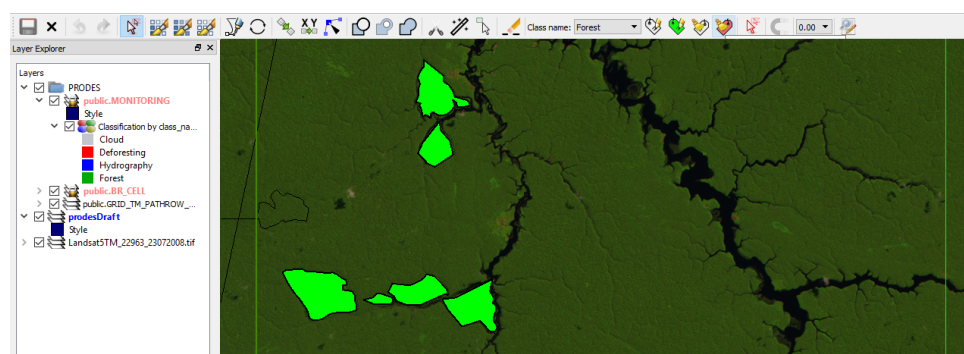 Class name: Forest
0.00
Layer Explorer
Layers
PRODES
public.MONITORING
Style
Classification by class_na...
Cloud
Deforesting
Hydrography
Forest
public.BR_CELL
public.GRID_TM_PATHROW_...
prodesDraft
Style
Landsat5TM_22963_23072008.tif